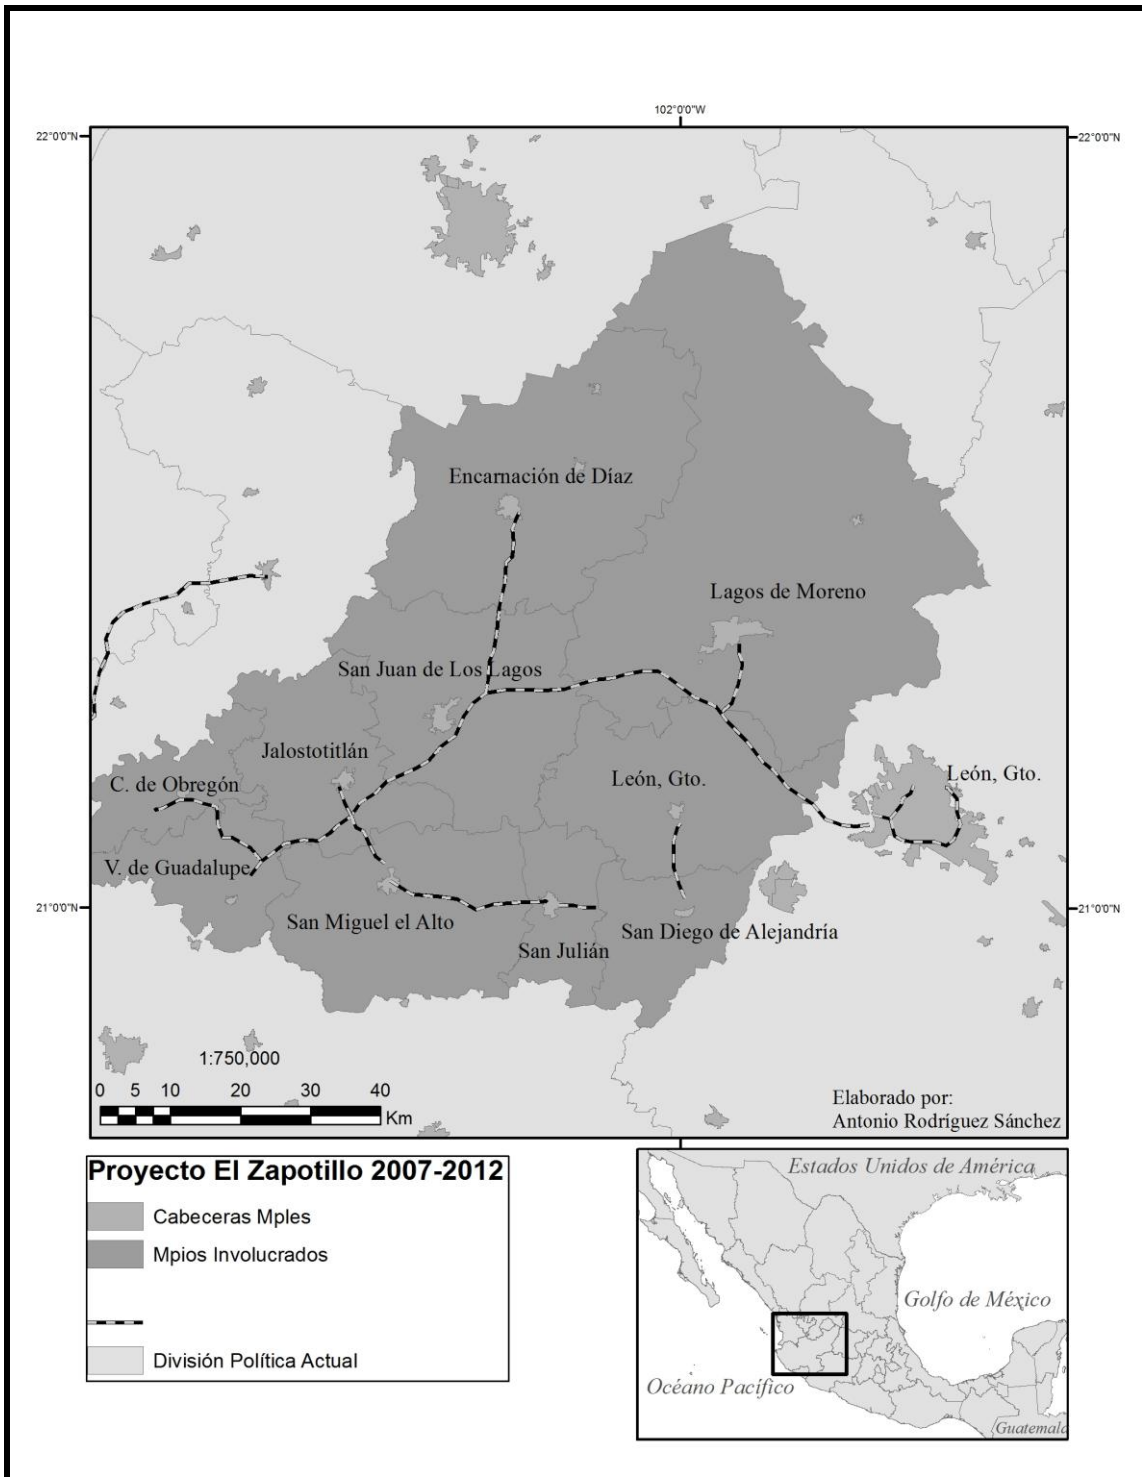 102°0'0"W
22°0'0"N
22°0'0"N
Encarnación de Díaz
Lagos de Moreno
San Juan de Los Lagos
Jalostotitlán
León, Gto.
León, Gto.
C. de Obregón
V. de Guadalupe
21°0'0"N
21°0'0"N
San Miguel el Alto
San Diego de Alejandría
San Julián
1:750,000
0 5 10 20 30 40
Km
Elaborado por:
Antonio Rodríguez Sánchez
Proyecto El Zapotillo 2007-2012
Cabeceras Mples
Mpios Involucrados
División Política Actual
Estados Unidos de América
Golfo de México
Océano Pacífico
Guatemala